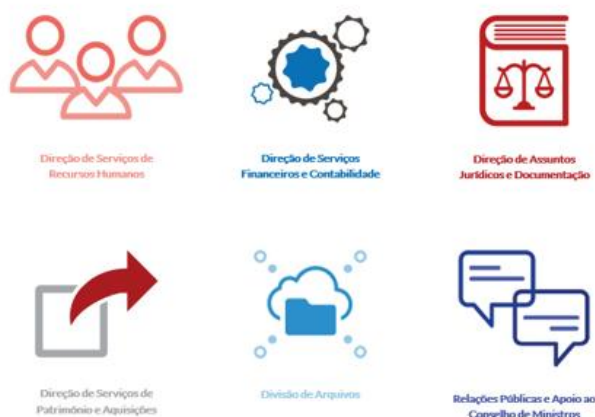 Direção de Serviços de
Recursos Humanos
Direção de Serviços
Financeiros e Contabilidade
Direção de Assuntos
Jurídicos e Documentação
Direção de Serviços de
Património e Aquisições
Divisão de Arquivos
Relações Públicas e Apoio ao
Conselho de Ministros